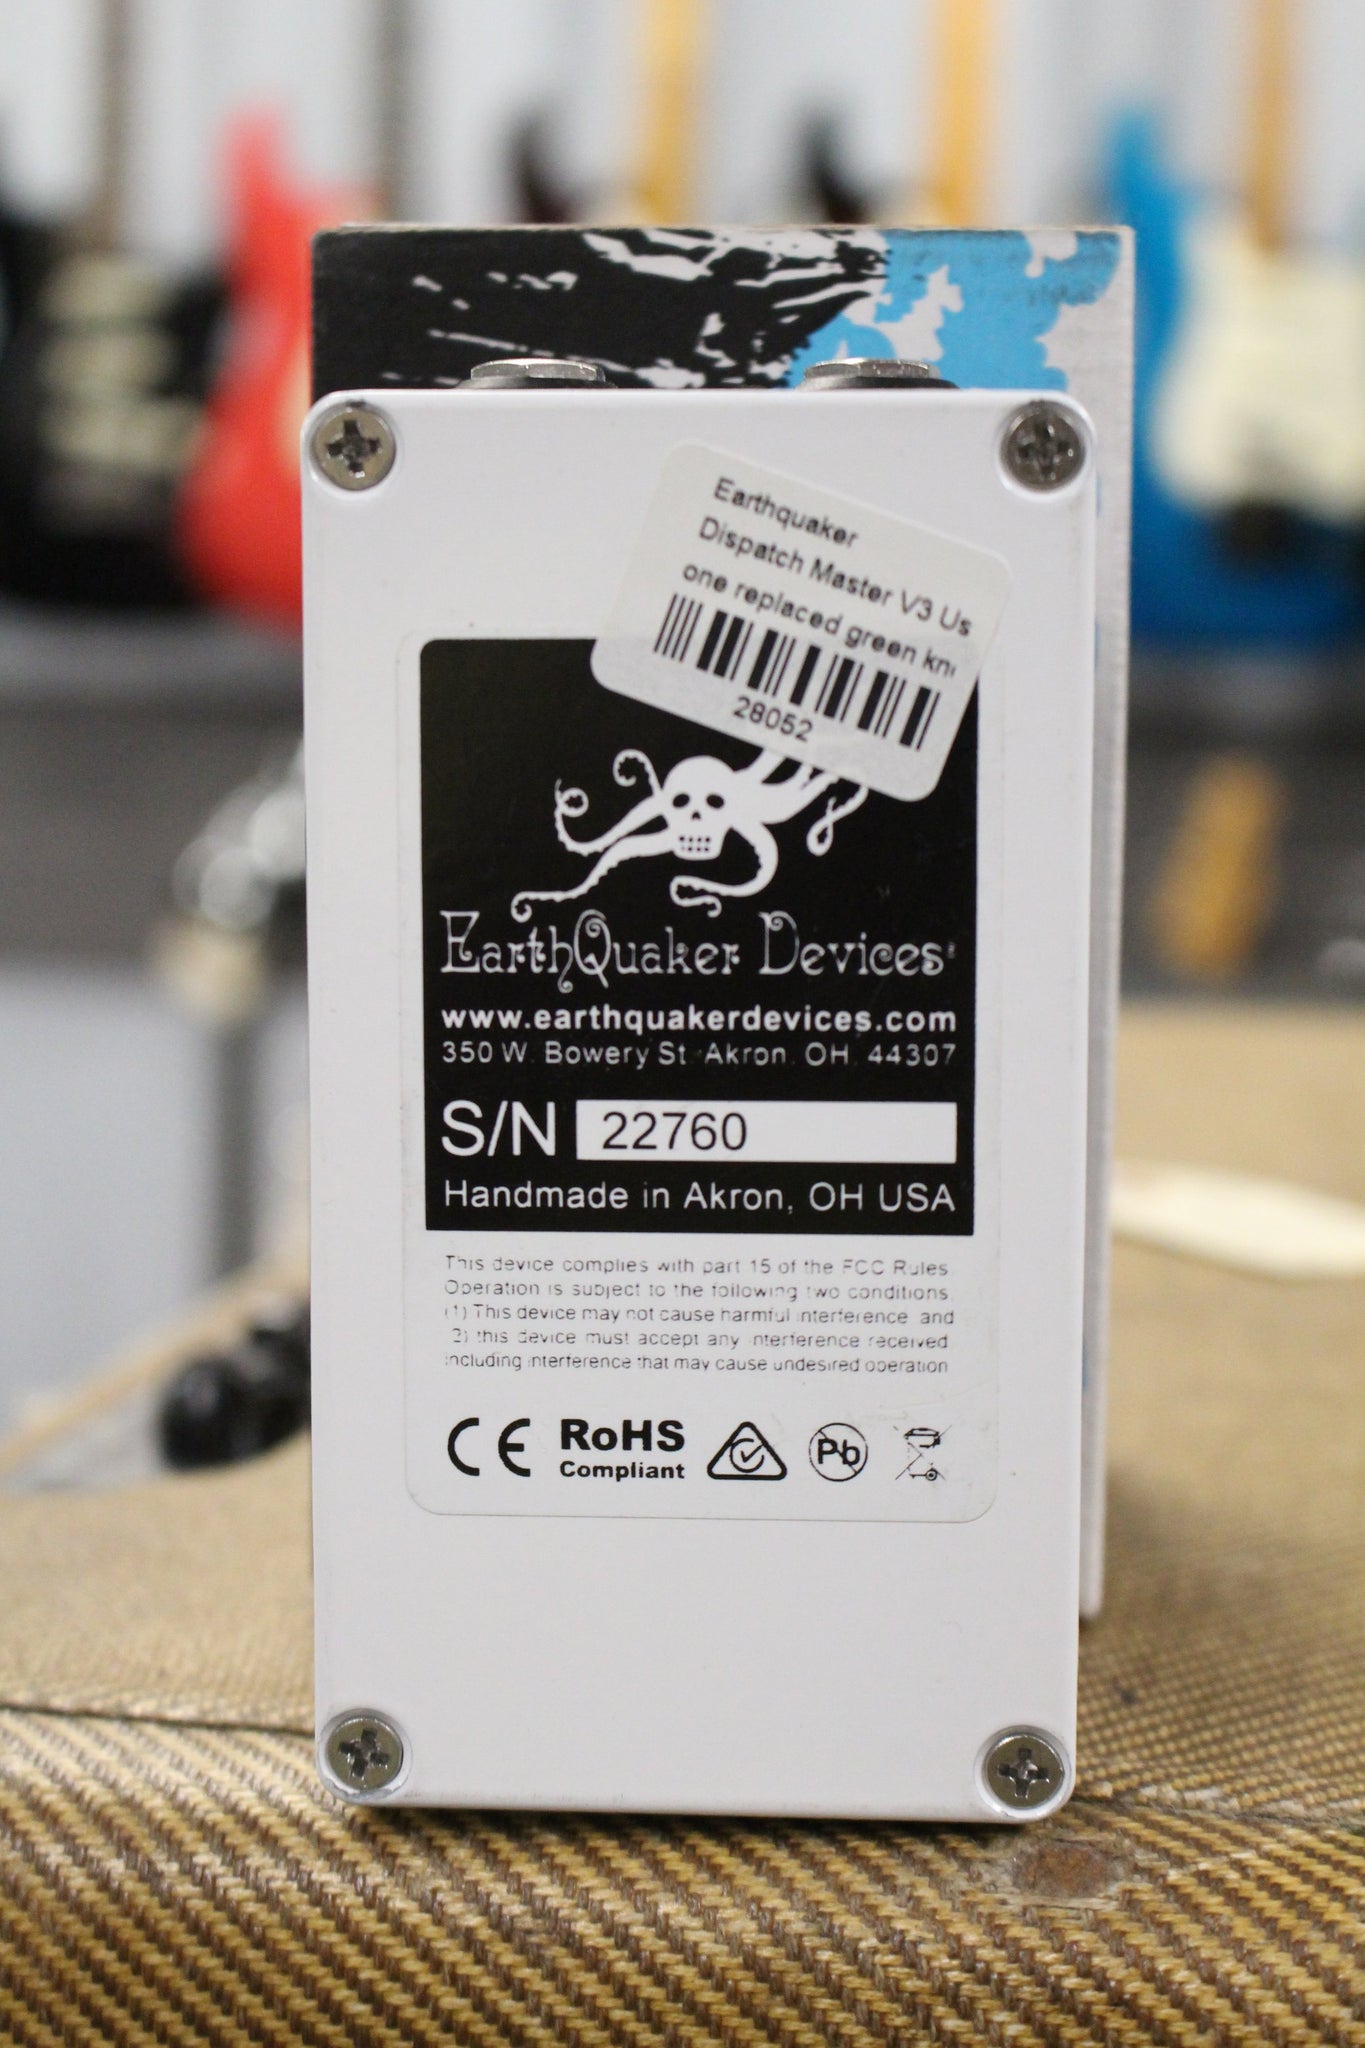 Earthquaker
Dispatch Master V3 Us
one replaced green kn
28052
EarthQuaker Devices
www.earthquakerdevices.com
350 W. Bowery St. Akron, OH. 44307
S/N 22760
Handmade in Akron, OH USA
This device complies with part 15 of the FCC Rules.
Operation is subject to the following two conditions.
(1) This device may not cause harmful interference, and
(2) this device must accept any interference received
including interference that may cause undesired operation
CE RoHS Compliant Pb